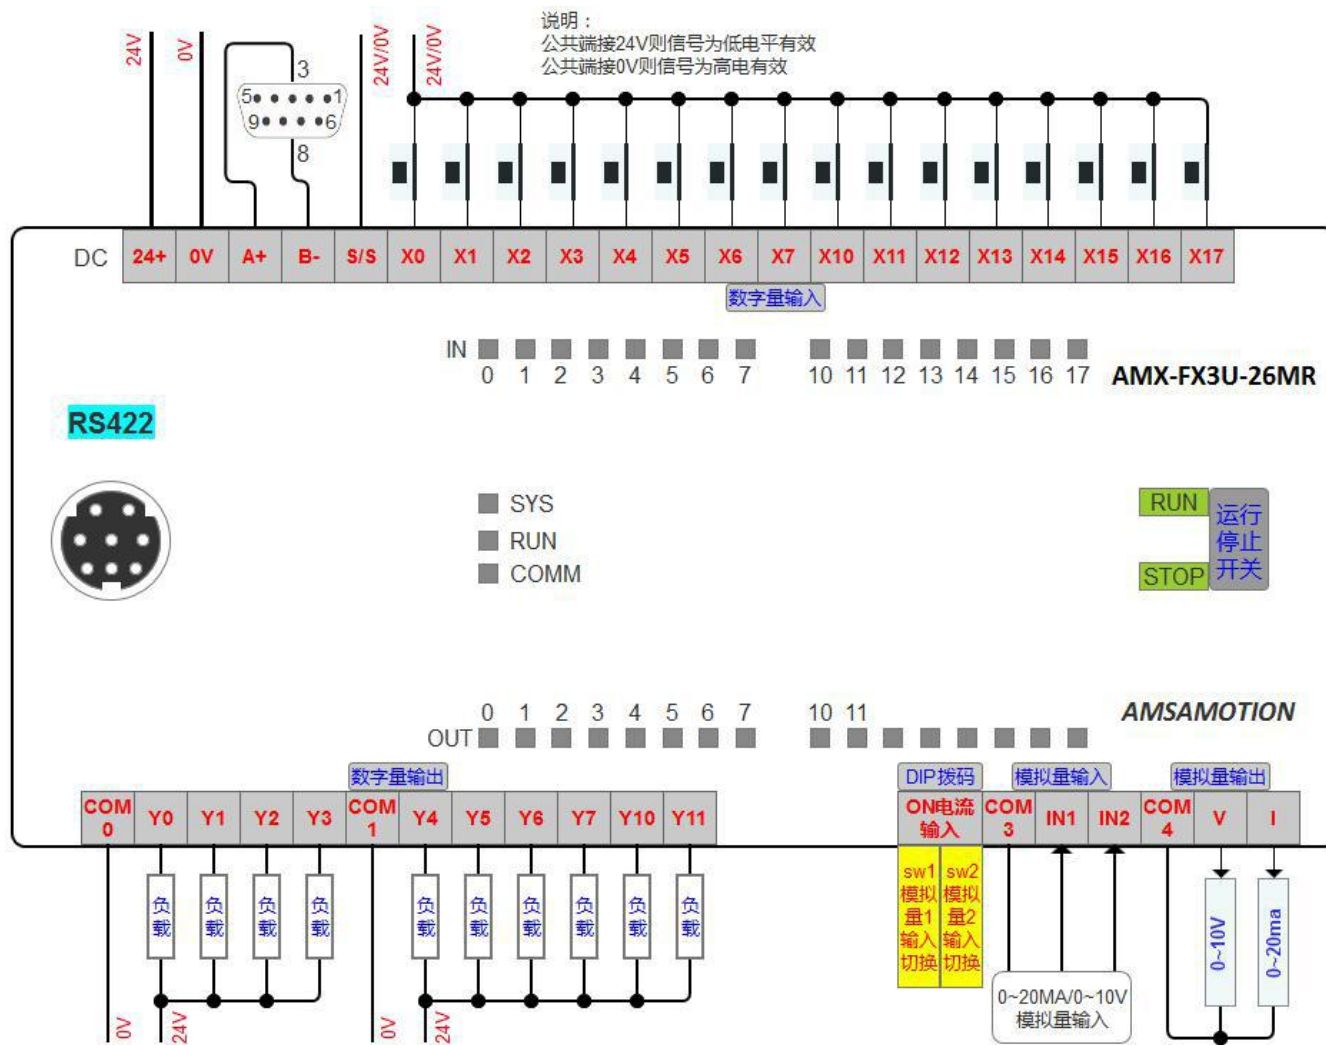 说明：
公共端接24V则信号为低电平有效
公共端接0V则信号为高电有效
24V
0V
24V/0V
24V/0V
3
5 1
9 6
8
DC 24+ 0V A+ B- S/S X0 X1 X2 X3 X4 X5 X6 X7 X10 X11 X12 X13 X14 X15 X16 X17
数字量输入
IN
0 1 2 3 4 5 6 7 10 11 12 13 14 15 16 17
AMX-FX3U-26MR
RS422
SYS
RUN
COMM
RUN
STOP
运行
停止
开关
0 1 2 3 4 5 6 7 10 11
OUT
AMSAMOTION
数字量输出
DIP拨码
模拟量输入
模拟量输出
COM
0
Y0 Y1 Y2 Y3
COM
1
Y4 Y5 Y6 Y7 Y10 Y11
ON电流
输入
COM
3
IN1 IN2
COM
4
V I
负载
负载
负载
负载
负载
负载
负载
负载
负载
负载
sw1
模拟
量1
输入
切换
sw2
模拟
量2
输入
切换
0~10V
0~20ma
0~20MA/0~10V
模拟量输入
0V
24V
0V
24V